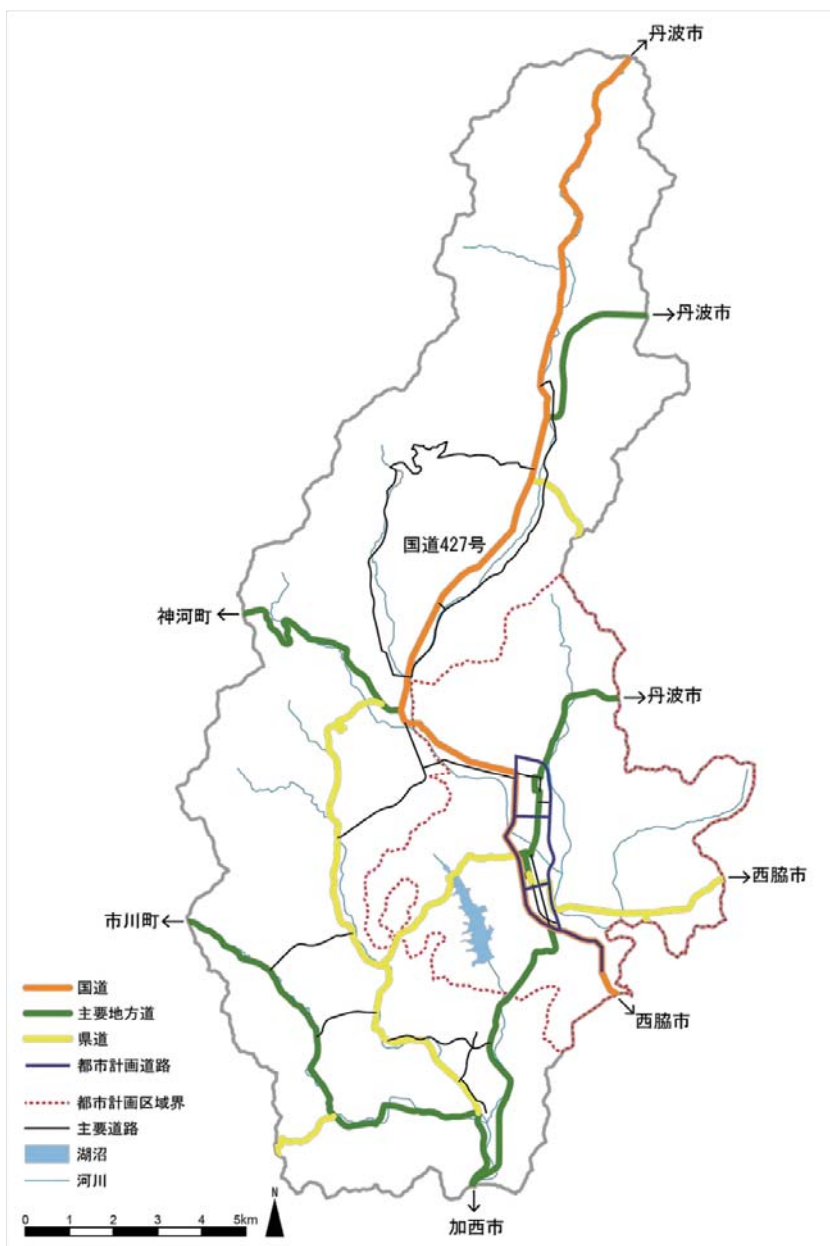 丹波市
丹波市
国道427号
神河町
丹波市
西脇市
市川町
西脇市
国道
主要地方道
県道
都市計画道路
都市計画区域界
主要道路
湖沼
河川
N
0 1 2 3 4 5km
加西市